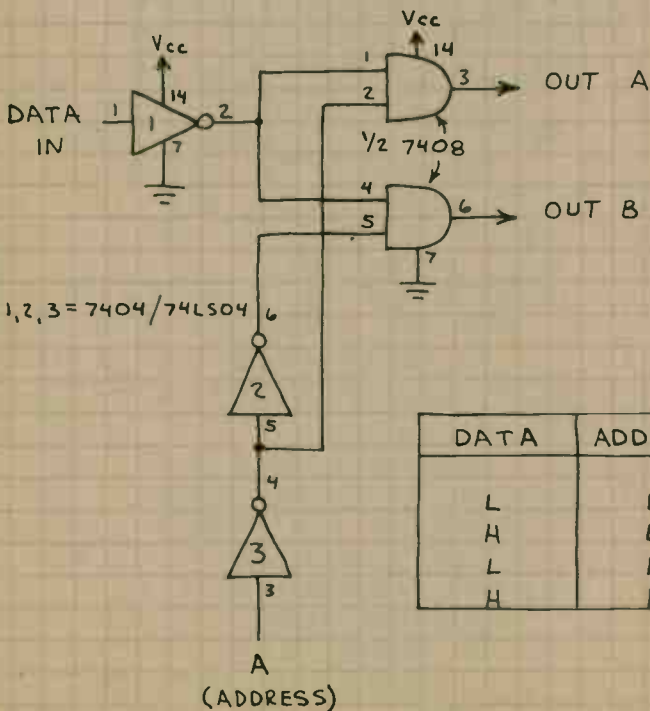 Vcc
14
1
2
7
1
DATA
IN
Vcc
14
1
2
3
OUT A
1/2 7408
4
5
6
OUT B
7
1,2,3 = 7404/74LS04
6
2
5
4
3
3
A
(ADDRESS)
DATA ADD
L
H
L
H